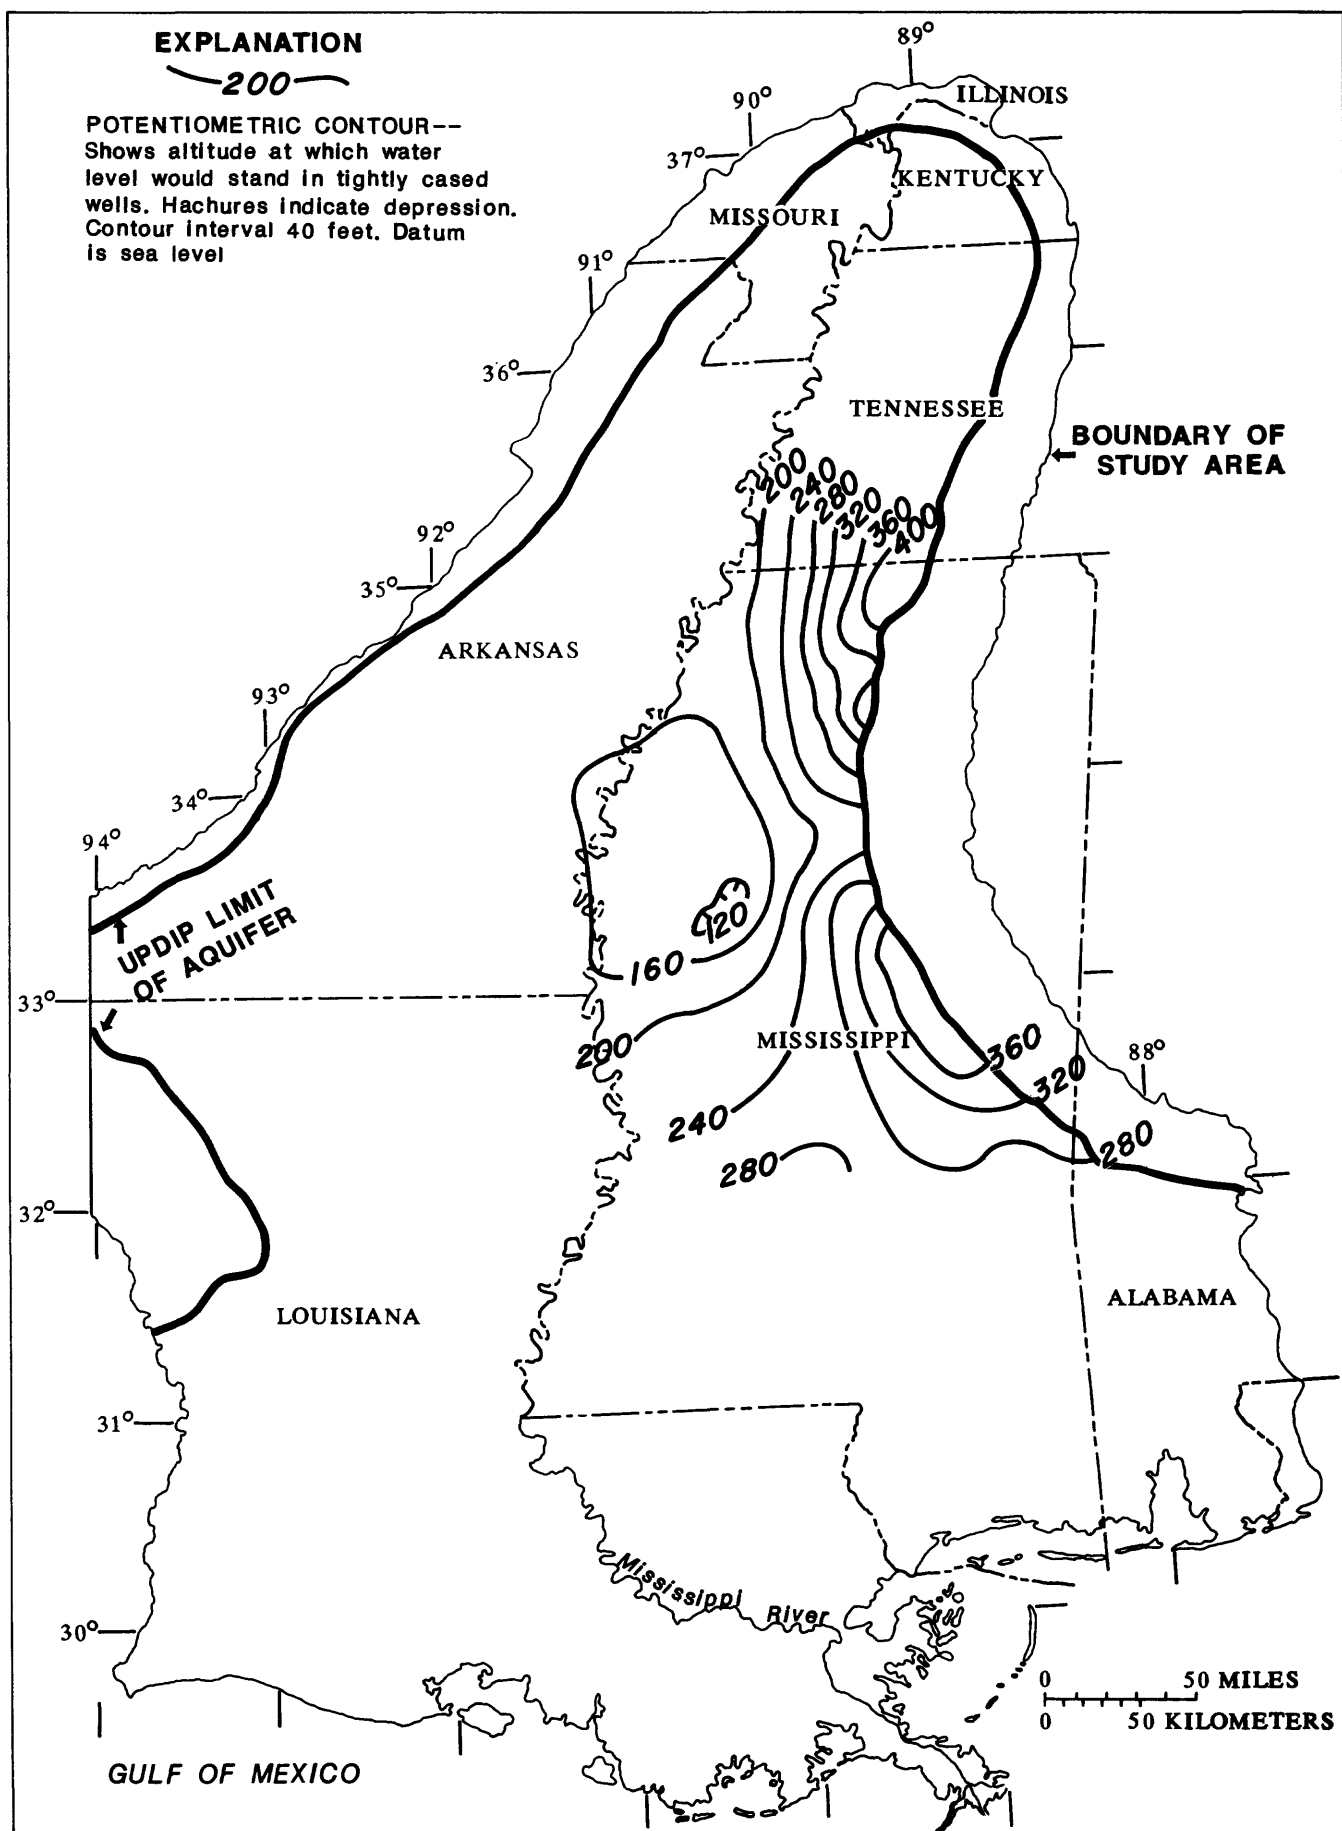 EXPLANATION
200
POTENTIOMETRIC CONTOUR--
Shows altitude at which water
level would stand in tightly cased
wells. Hachures indicate depression.
Contour interval 40 feet. Datum
is sea level
89°
90°
ILLINOIS
37°
KENTUCKY
MISSOURI
91°
36°
TENNESSEE
BOUNDARY OF
STUDY AREA
200
240
280
320
360
400
92°
35°
ARKANSAS
93°
34°
94°
UPDIP LIMIT
OF AQUIFER
120
160
33°
200
MISSISSIPPI
360
88°
320
240
280
280
32°
ALABAMA
LOUISIANA
31°
Mississippi River
30°
0 50 MILES
0 50 KILOMETERS
GULF OF MEXICO